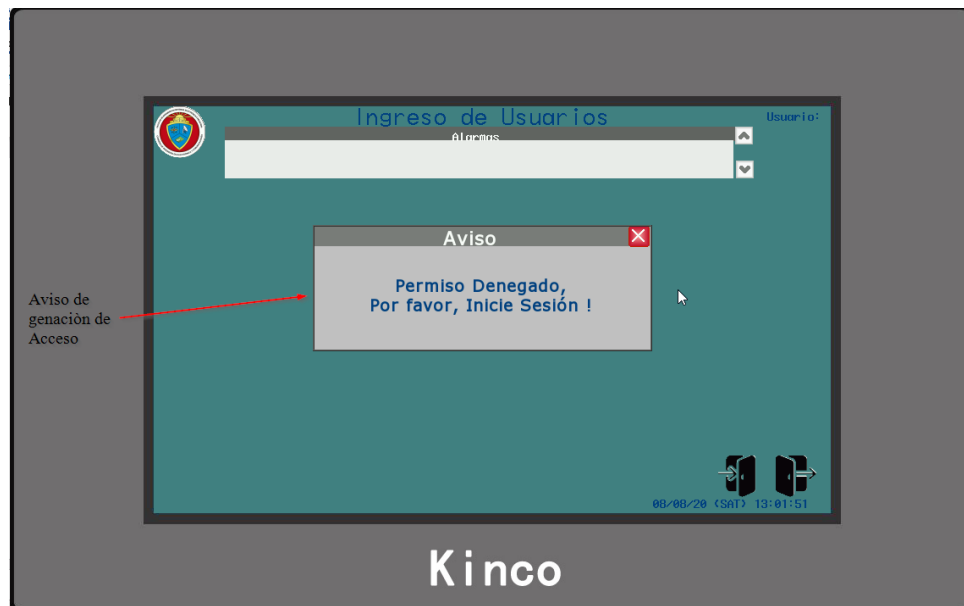 Ingreso de Usuarios
Usuario:
Alarmas
Aviso
Permiso Denegado,
Por favor, Inicie Sesión !
Aviso de
genaciòn de
Acceso
08/08/20 (SAT) 13:01:51
Kinco